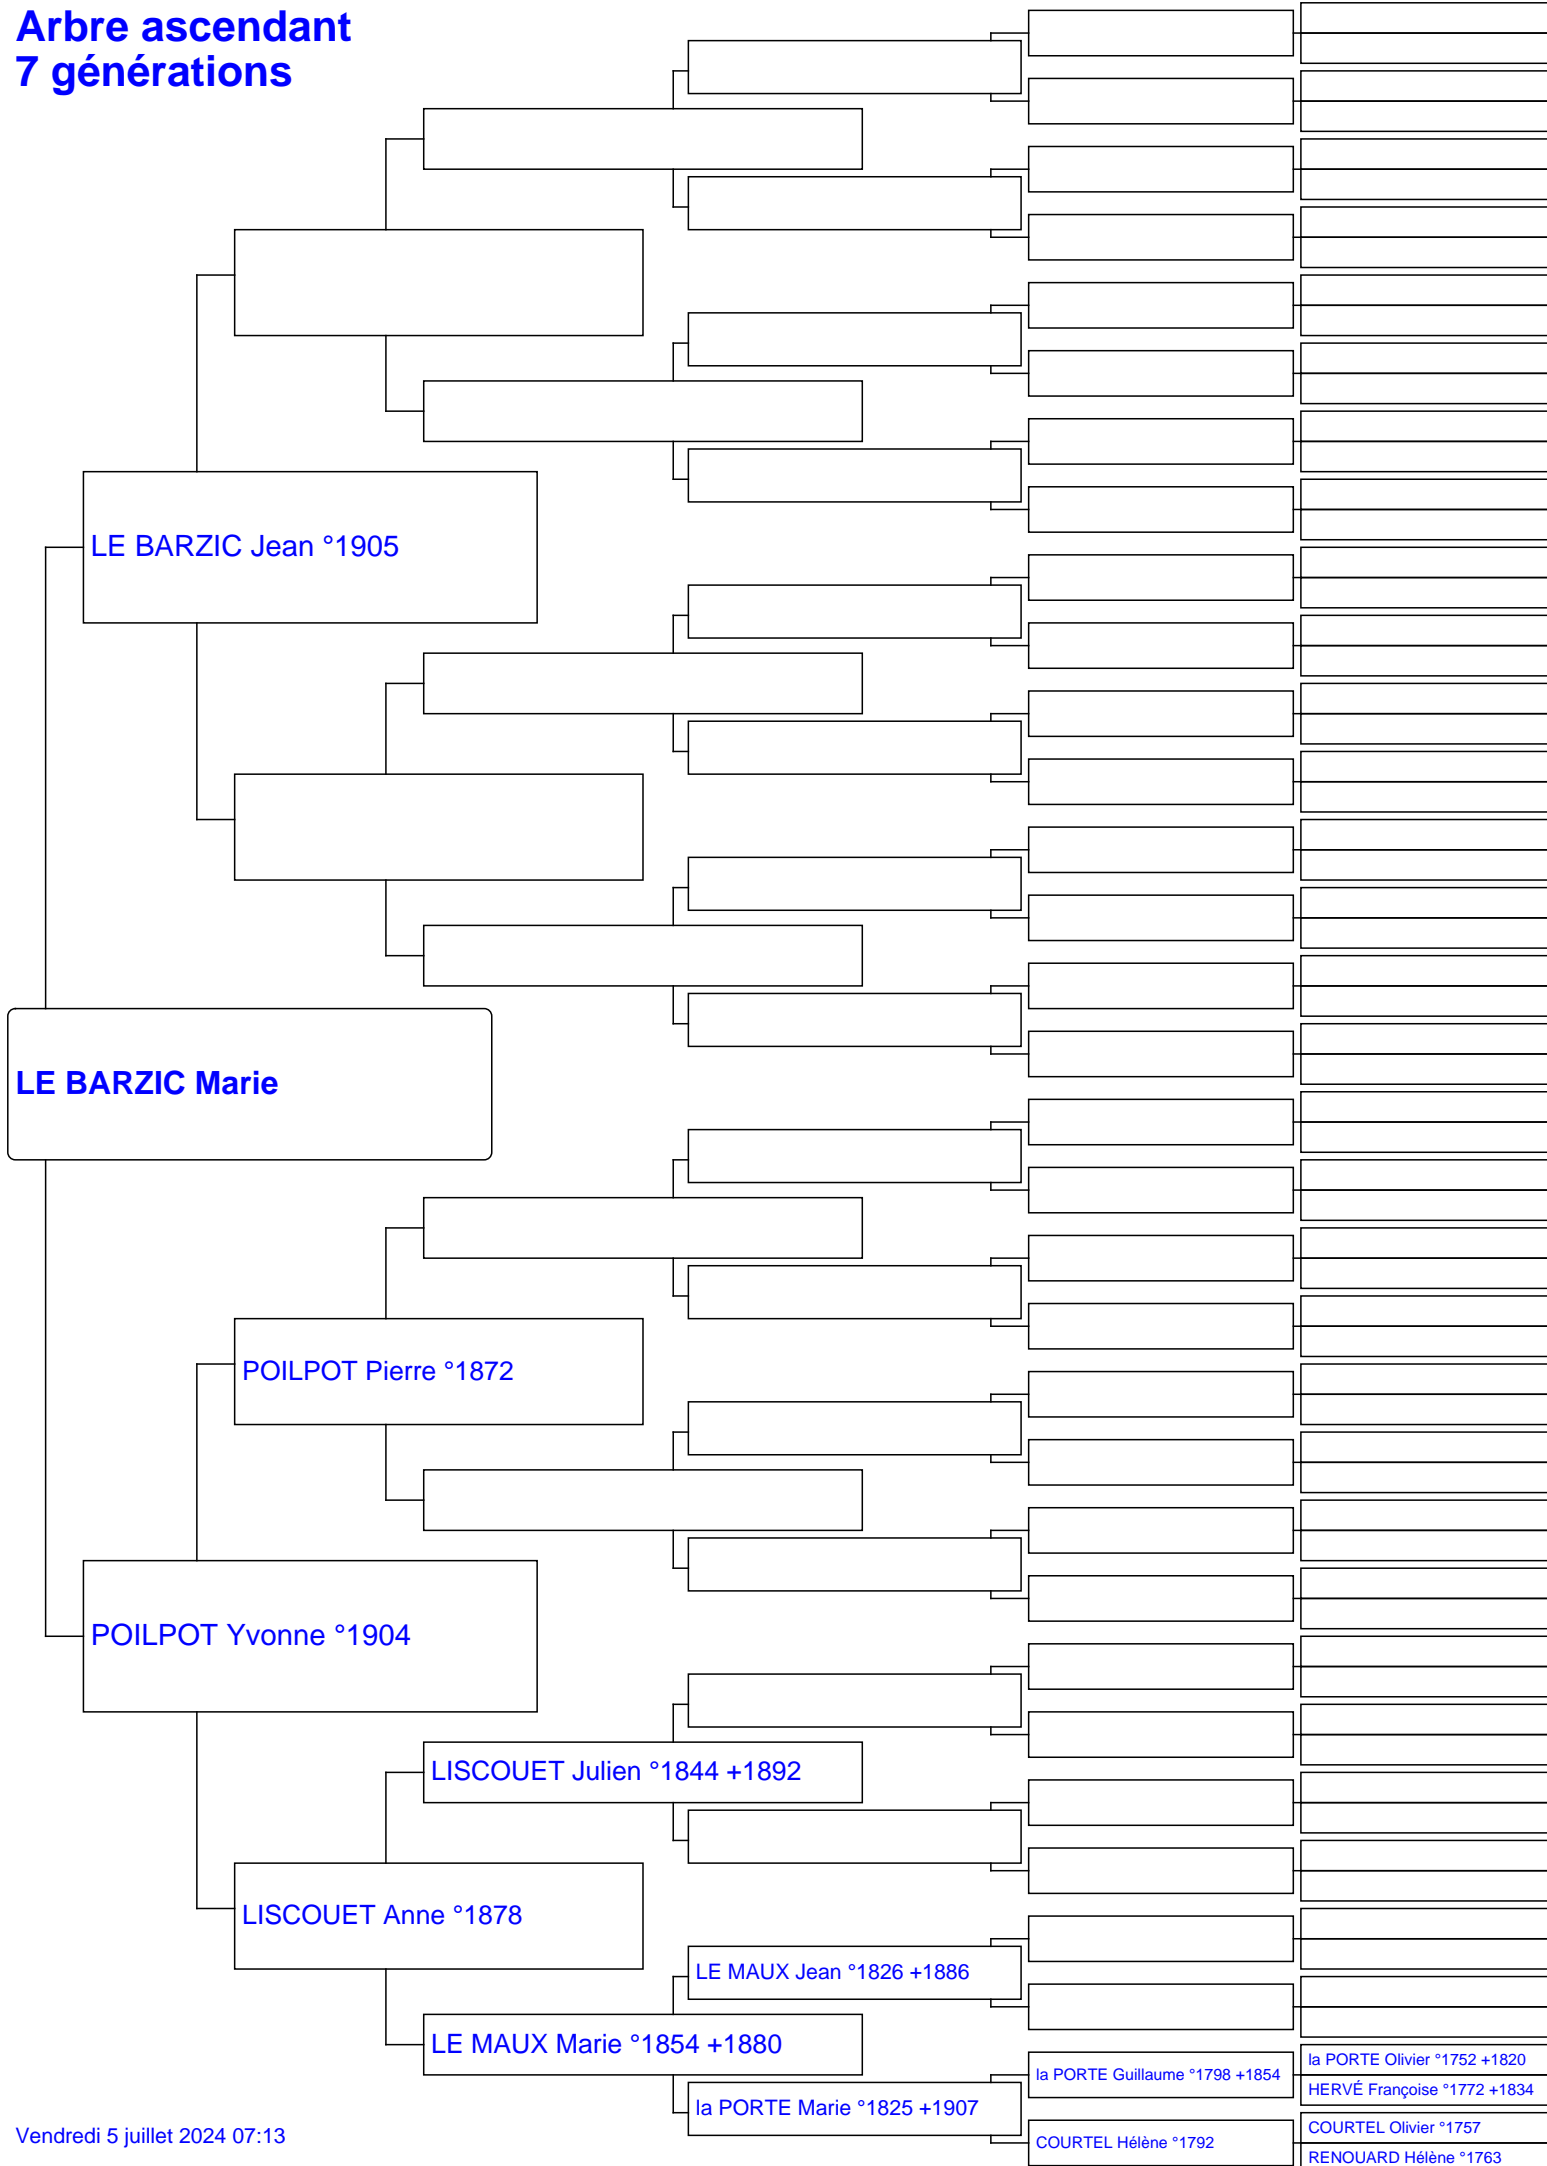 Arbre ascendant
7 générations
LE BARZIC Jean °1905
LE BARZIC Marie
POILPOT Pierre °1872
POILPOT Yvonne °1904
LISCOUET Julien °1844 +1892
LISCOUET Anne °1878
LE MAUX Jean °1826 +1886
LE MAUX Marie °1854 +1880
la PORTE Olivier °1752 +1820
la PORTE Guillaume °1798 +1854
HERVÉ Françoise °1772 +1834
la PORTE Marie °1825 +1907
COURTEL Olivier °1757
COURTEL Hélène °1792
RENOUARD Hélène °1763
Vendredi 5 juillet 2024 07:13